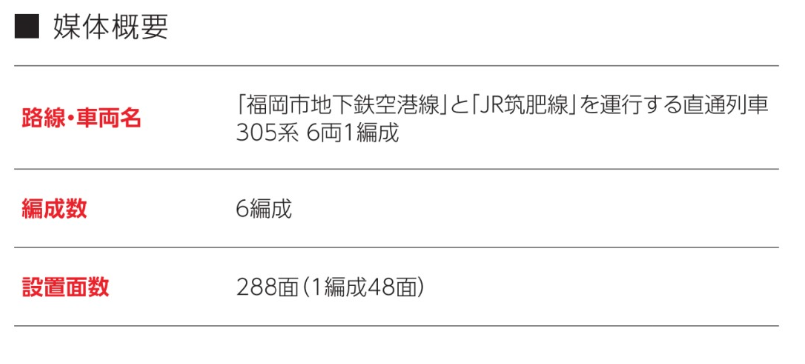 ■ 媒体概要
路線・車両名
「福岡市地下鉄空港線」と「JR筑肥線」を運行する直通列車
305系 6両1編成
編成数
6編成
設置面数
288面(1編成48面)